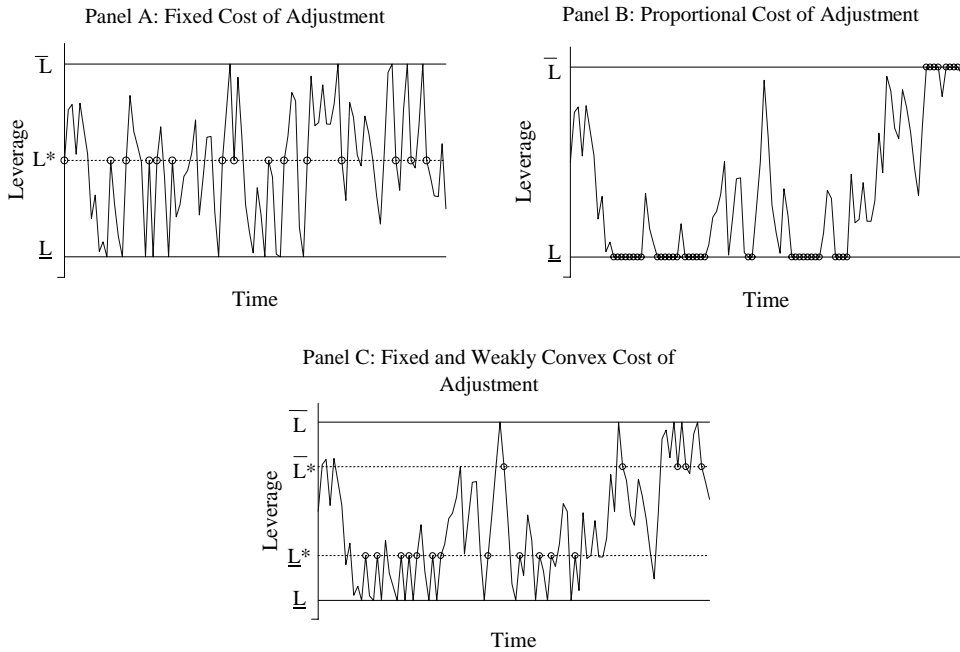 Panel A: Fixed Cost of Adjustment
L̅
L*
L̲
Leverage
Time
Panel B: Proportional Cost of Adjustment
L̅
L̲
Leverage
Time
Panel C: Fixed and Weakly Convex Cost of
Adjustment
L̅
L̅*
L̲*
L̲
Leverage
Time